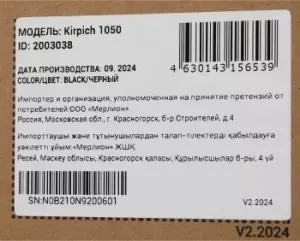 МОДЕЛЬ: Kirpich 1050
ID: 2003038
ДАТА ПРОИЗВОДСТВА: 09. 2024
COLOR/ЦВЕТ: BLACK/ЧЕРНЫЙ
4 630143 156539
Импортер и организация, уполномоченная на принятие претензий от
потребителей:ООО «Мерлион»
Россия, Московская обл., г. Красногорск, б-р Строителей, д.4
Импорттаушы және тұтынушылардан талап-тілектерді қабылдауға
уәкілетті ұйым:«Мерлион» ЖШҚ
Ресей, Мәскеу облысы, Красногорск қаласы, Құрылысшылар б-ры, 4 үй
SN:N0B210N9200601
V2.2024
V2.2024